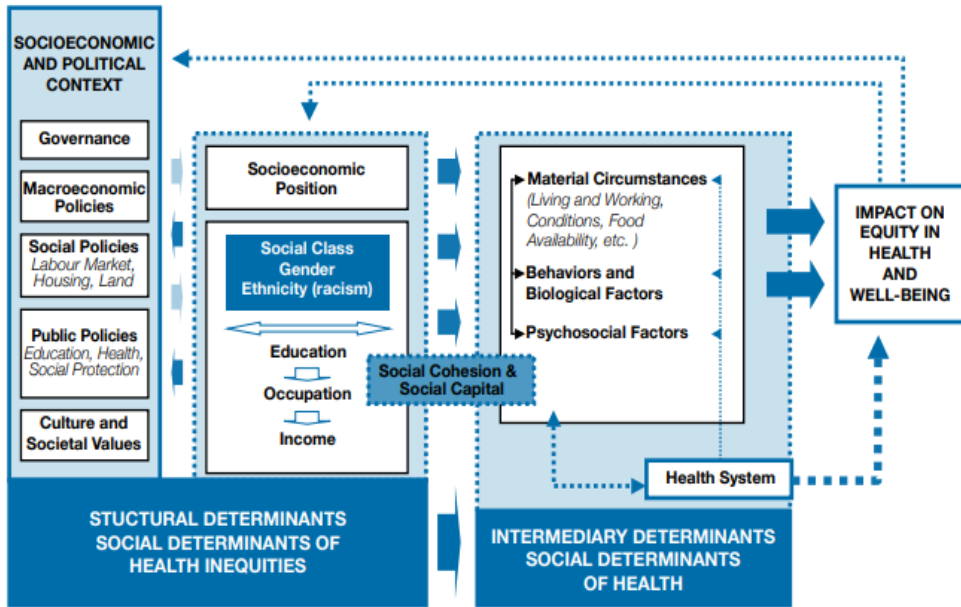 SOCIOECONOMIC
AND POLITICAL
CONTEXT
Governance
Macroeconomic
Policies
Social Policies
Labour Market,
Housing, Land
Public Policies
Education, Health,
Social Protection
Culture and
Societal Values
Socioeconomic
Position
Social Class
Gender
Ethnicity (racism)
Education
Occupation
Income
Social Cohesion &
Social Capital
Material Circumstances
(Living and Working,
Conditions, Food
Availability, etc. )
Behaviors and
Biological Factors
Psychosocial Factors
Health System
IMPACT ON
EQUITY IN
HEALTH
AND
WELL-BEING
STUCTURAL DETERMINANTS
SOCIAL DETERMINANTS OF
HEALTH INEQUITIES
INTERMEDIARY DETERMINANTS
SOCIAL DETERMINANTS
OF HEALTH